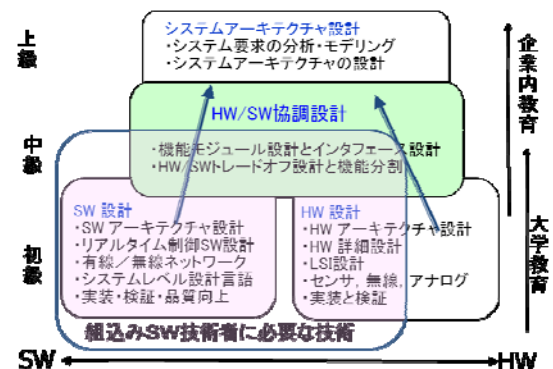 上級
システムアーキテクチャ設計
・システム要求の分析・モデリング
・システムアーキテクチャの設計
企業内教育
HW/SW協調設計
中級
・機能モジュール設計とインタフェース設計
・HW/SWトレードオフ設計と機能分割
初級
SW 設計
・SW アーキテクチャ設計
・リアルタイム制御SW設計
・有線/無線ネットワーク
・システムレベル設計言語
・実装・検証・品質向上
HW 設計
・HW アーキテクチャ設計
・HW 詳細設計
・LSI設計
・センサ, 無線, アナログ
・実装と検証
大学教育
組込みSW技術者に必要な技術
SW
HW